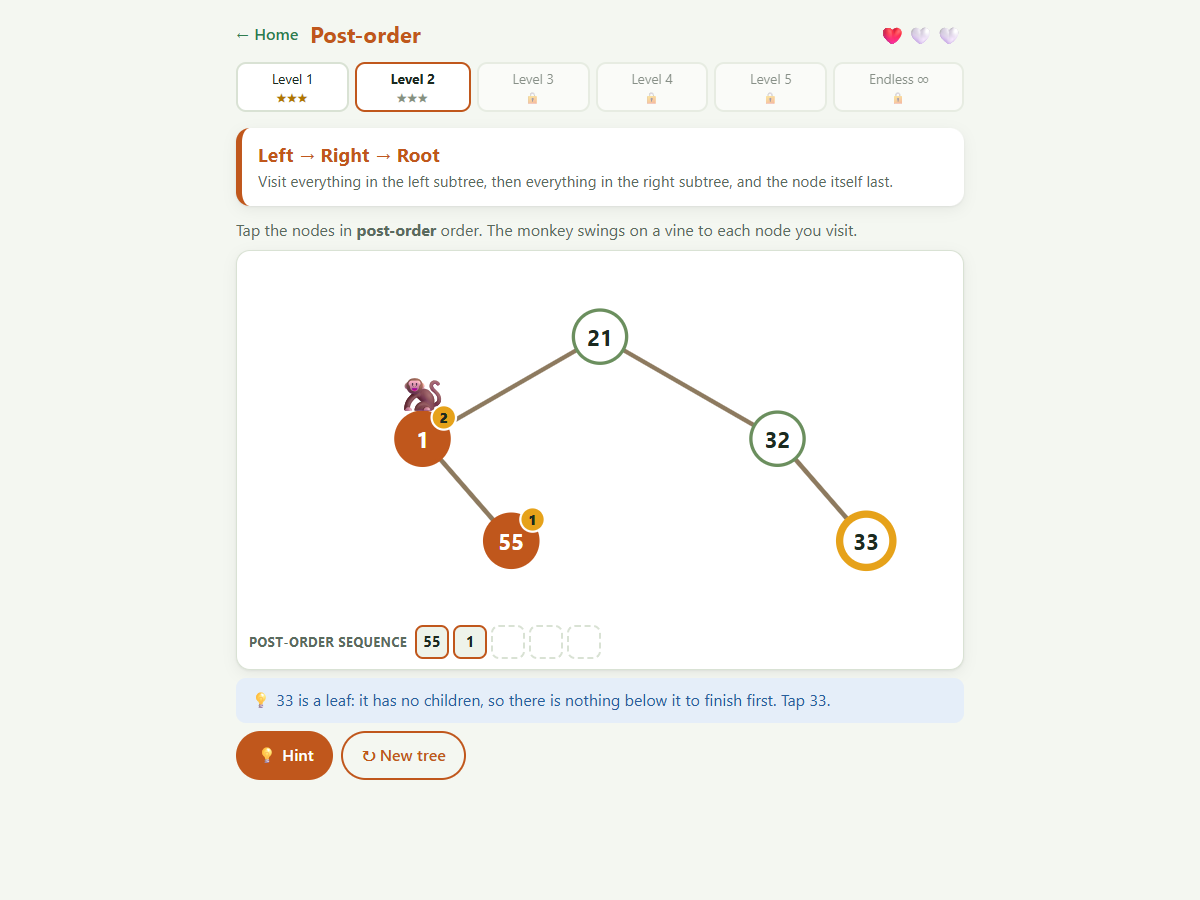 ← Home Post-order
Level 1
★★★
Level 2
★★★
Level 3
Level 4
Level 5
Endless ∞
Left → Right → Root
Visit everything in the left subtree, then everything in the right subtree, and the node itself last.
Tap the nodes in post-order order. The monkey swings on a vine to each node you visit.
21
2
1
32
1
55
33
POST-ORDER SEQUENCE 55 1
33 is a leaf: it has no children, so there is nothing below it to finish first. Tap 33.
Hint
↻ New tree